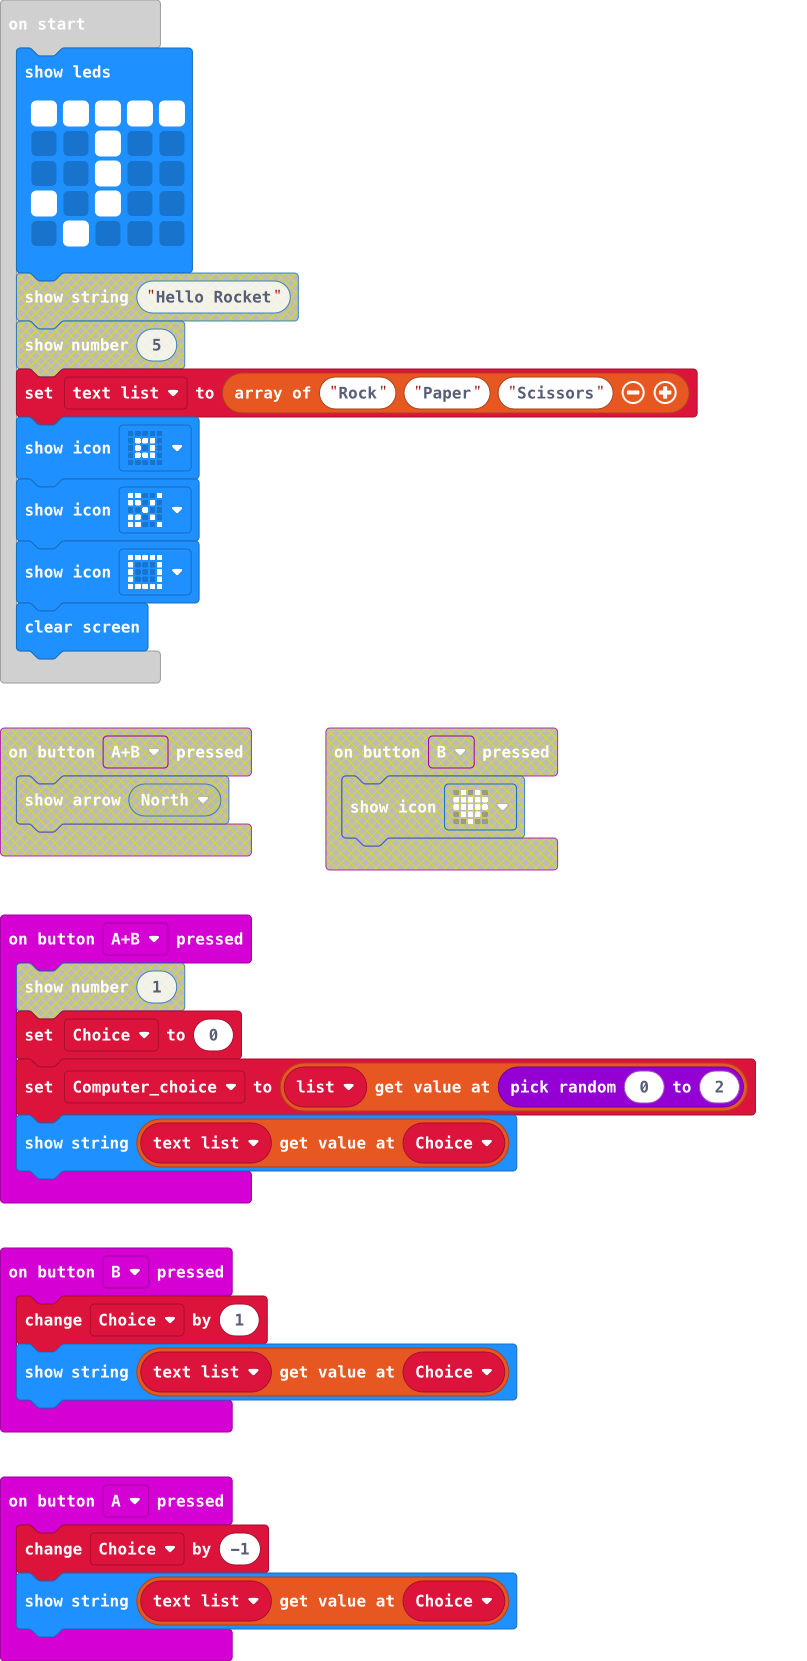 on start
show leds
show string "Hello Rocket"
show number 5
set text list to array of "Rock" "Paper" "Scissors"
show icon
show icon
show icon
clear screen
on button A+B pressed
show arrow North
on button B pressed
show icon
on button A+B pressed
show number 1
set Choice to 0
set Computer_choice to list get value at pick random 0 to 2
show string text list get value at Choice
on button B pressed
change Choice by 1
show string text list get value at Choice
on button A pressed
change Choice by -1
show string text list get value at Choice